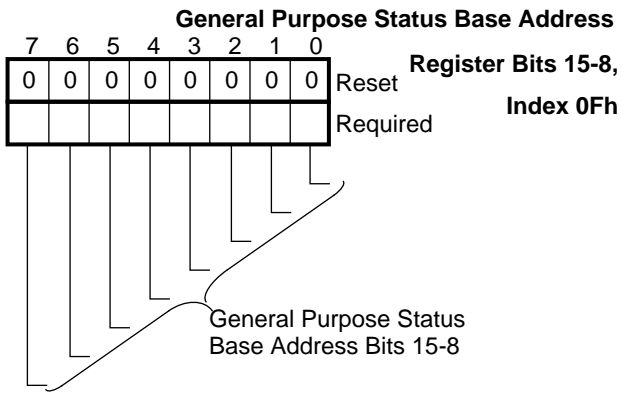 General Purpose Status Base Address
Register Bits 15-8,
Index 0Fh
7 6 5 4 3 2 1 0
0 0 0 0 0 0 0 0 Reset
Required
General Purpose Status
Base Address Bits 15-8